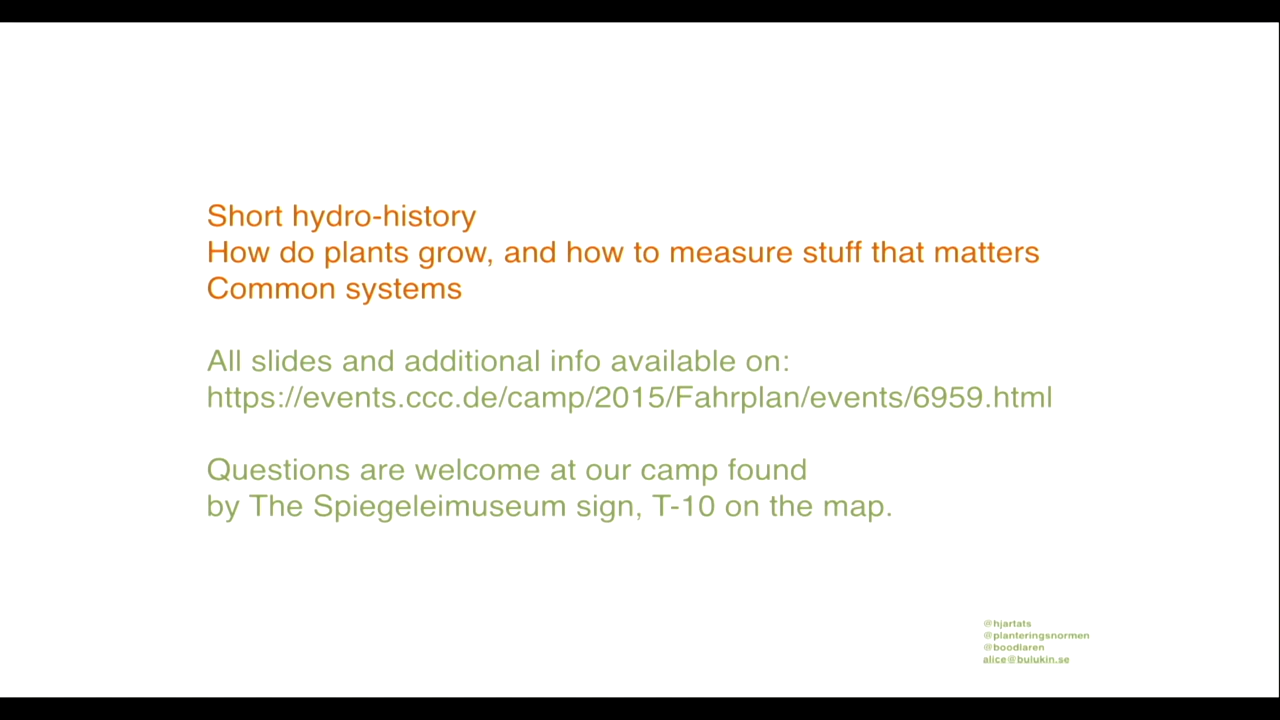 Short hydro-history
How do plants grow, and how to measure stuff that matters
Common systems
All slides and additional info available on:
https://events.ccc.de/camp/2015/Fahrplan/events/6959.html
Questions are welcome at our camp found
by The Spiegeleimuseum sign, T-10 on the map.
@hjartats
@planteringsnormen
@boodlaren
alice@bulukin.se